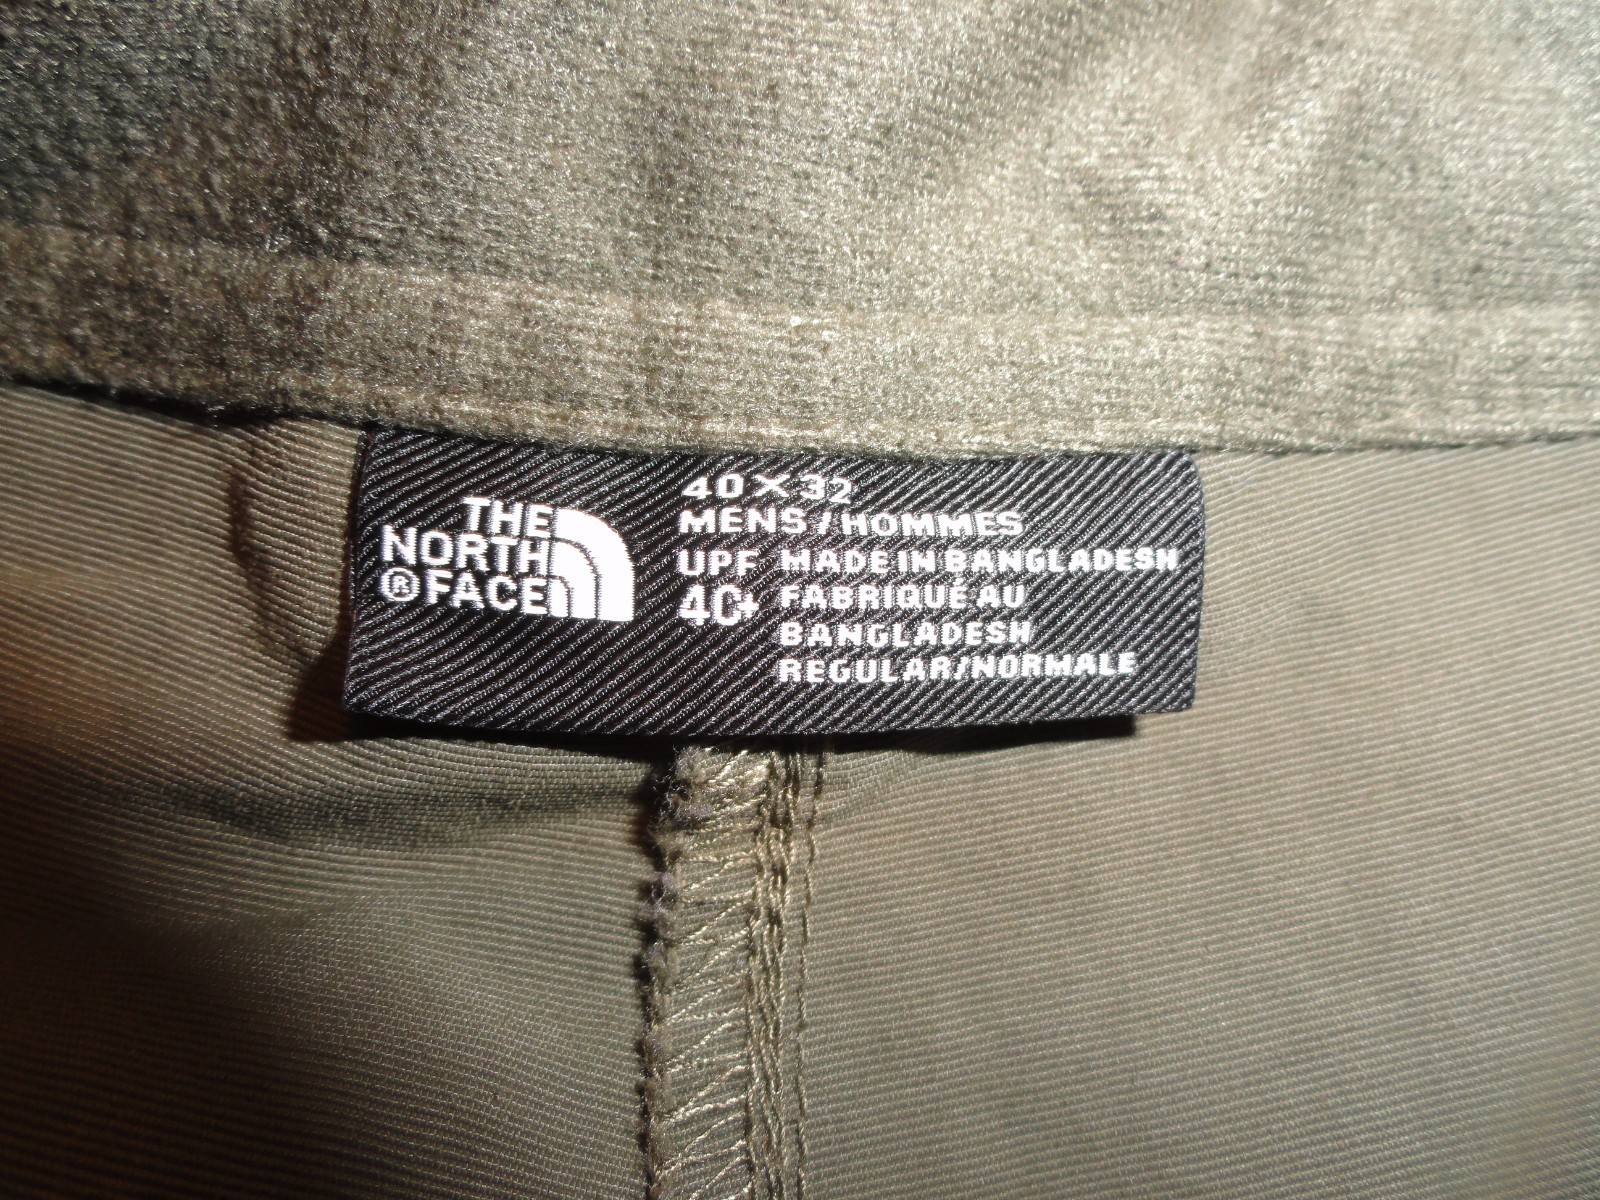 THE
NORTH
® FACE
40 X 32
MENS / HOMMES
UPF
40+
MADE IN BANGLADESH
FABRIQUÉ AU
BANGLADESH
REGULAR/NORMALE